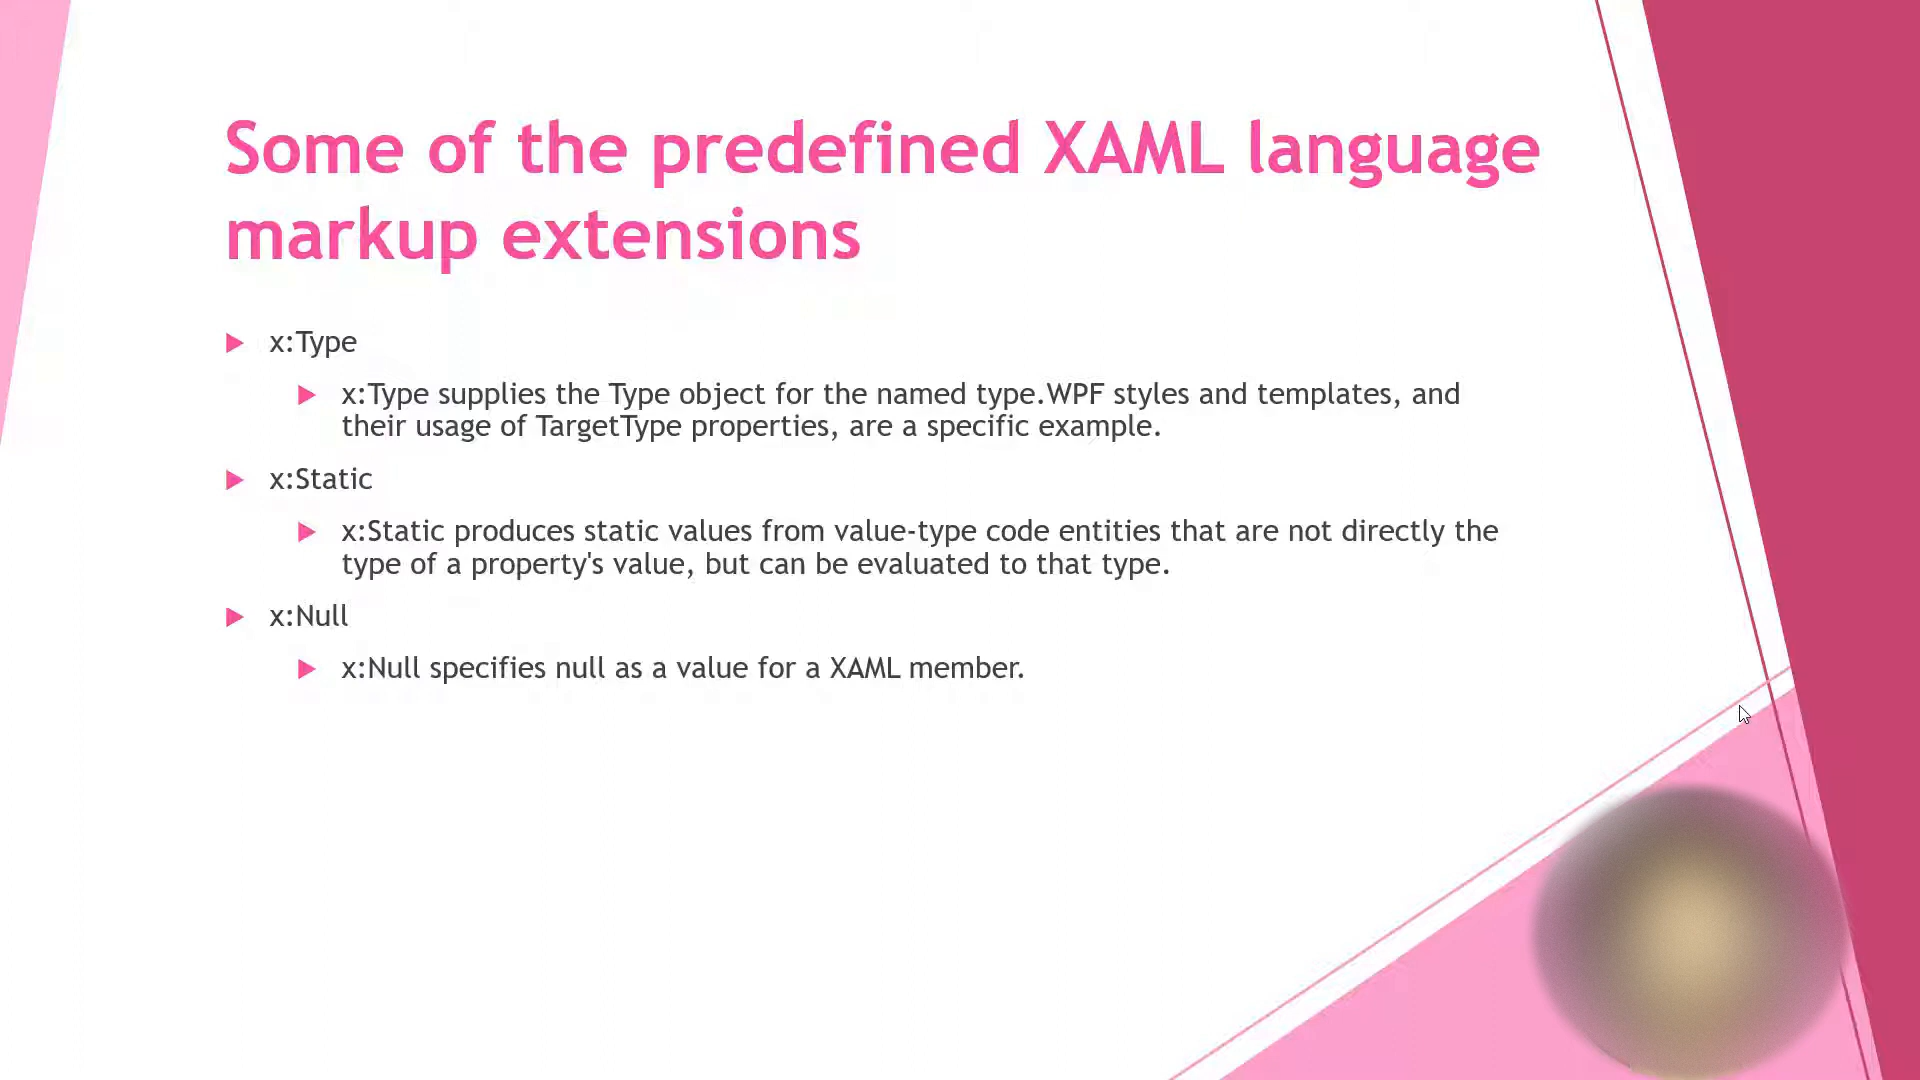 Some of the predefined XAML language
markup extensions
x:Type
x:Type supplies the Type object for the named type.WPF styles and templates, and
their usage of TargetType properties, are a specific example.
x:Static
x:Static produces static values from value-type code entities that are not directly the
type of a property's value, but can be evaluated to that type.
x:Null
x:Null specifies null as a value for a XAML member.